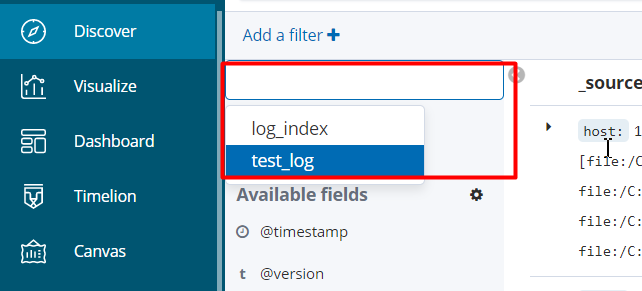 Discover
Visualize
Dashboard
Timelion
Canvas
Add a filter +
log_index
test_log
Available fields
@timestamp
t @version
_source
host: 1
[file:/C
file:/C:
file:/C:
file:/C: